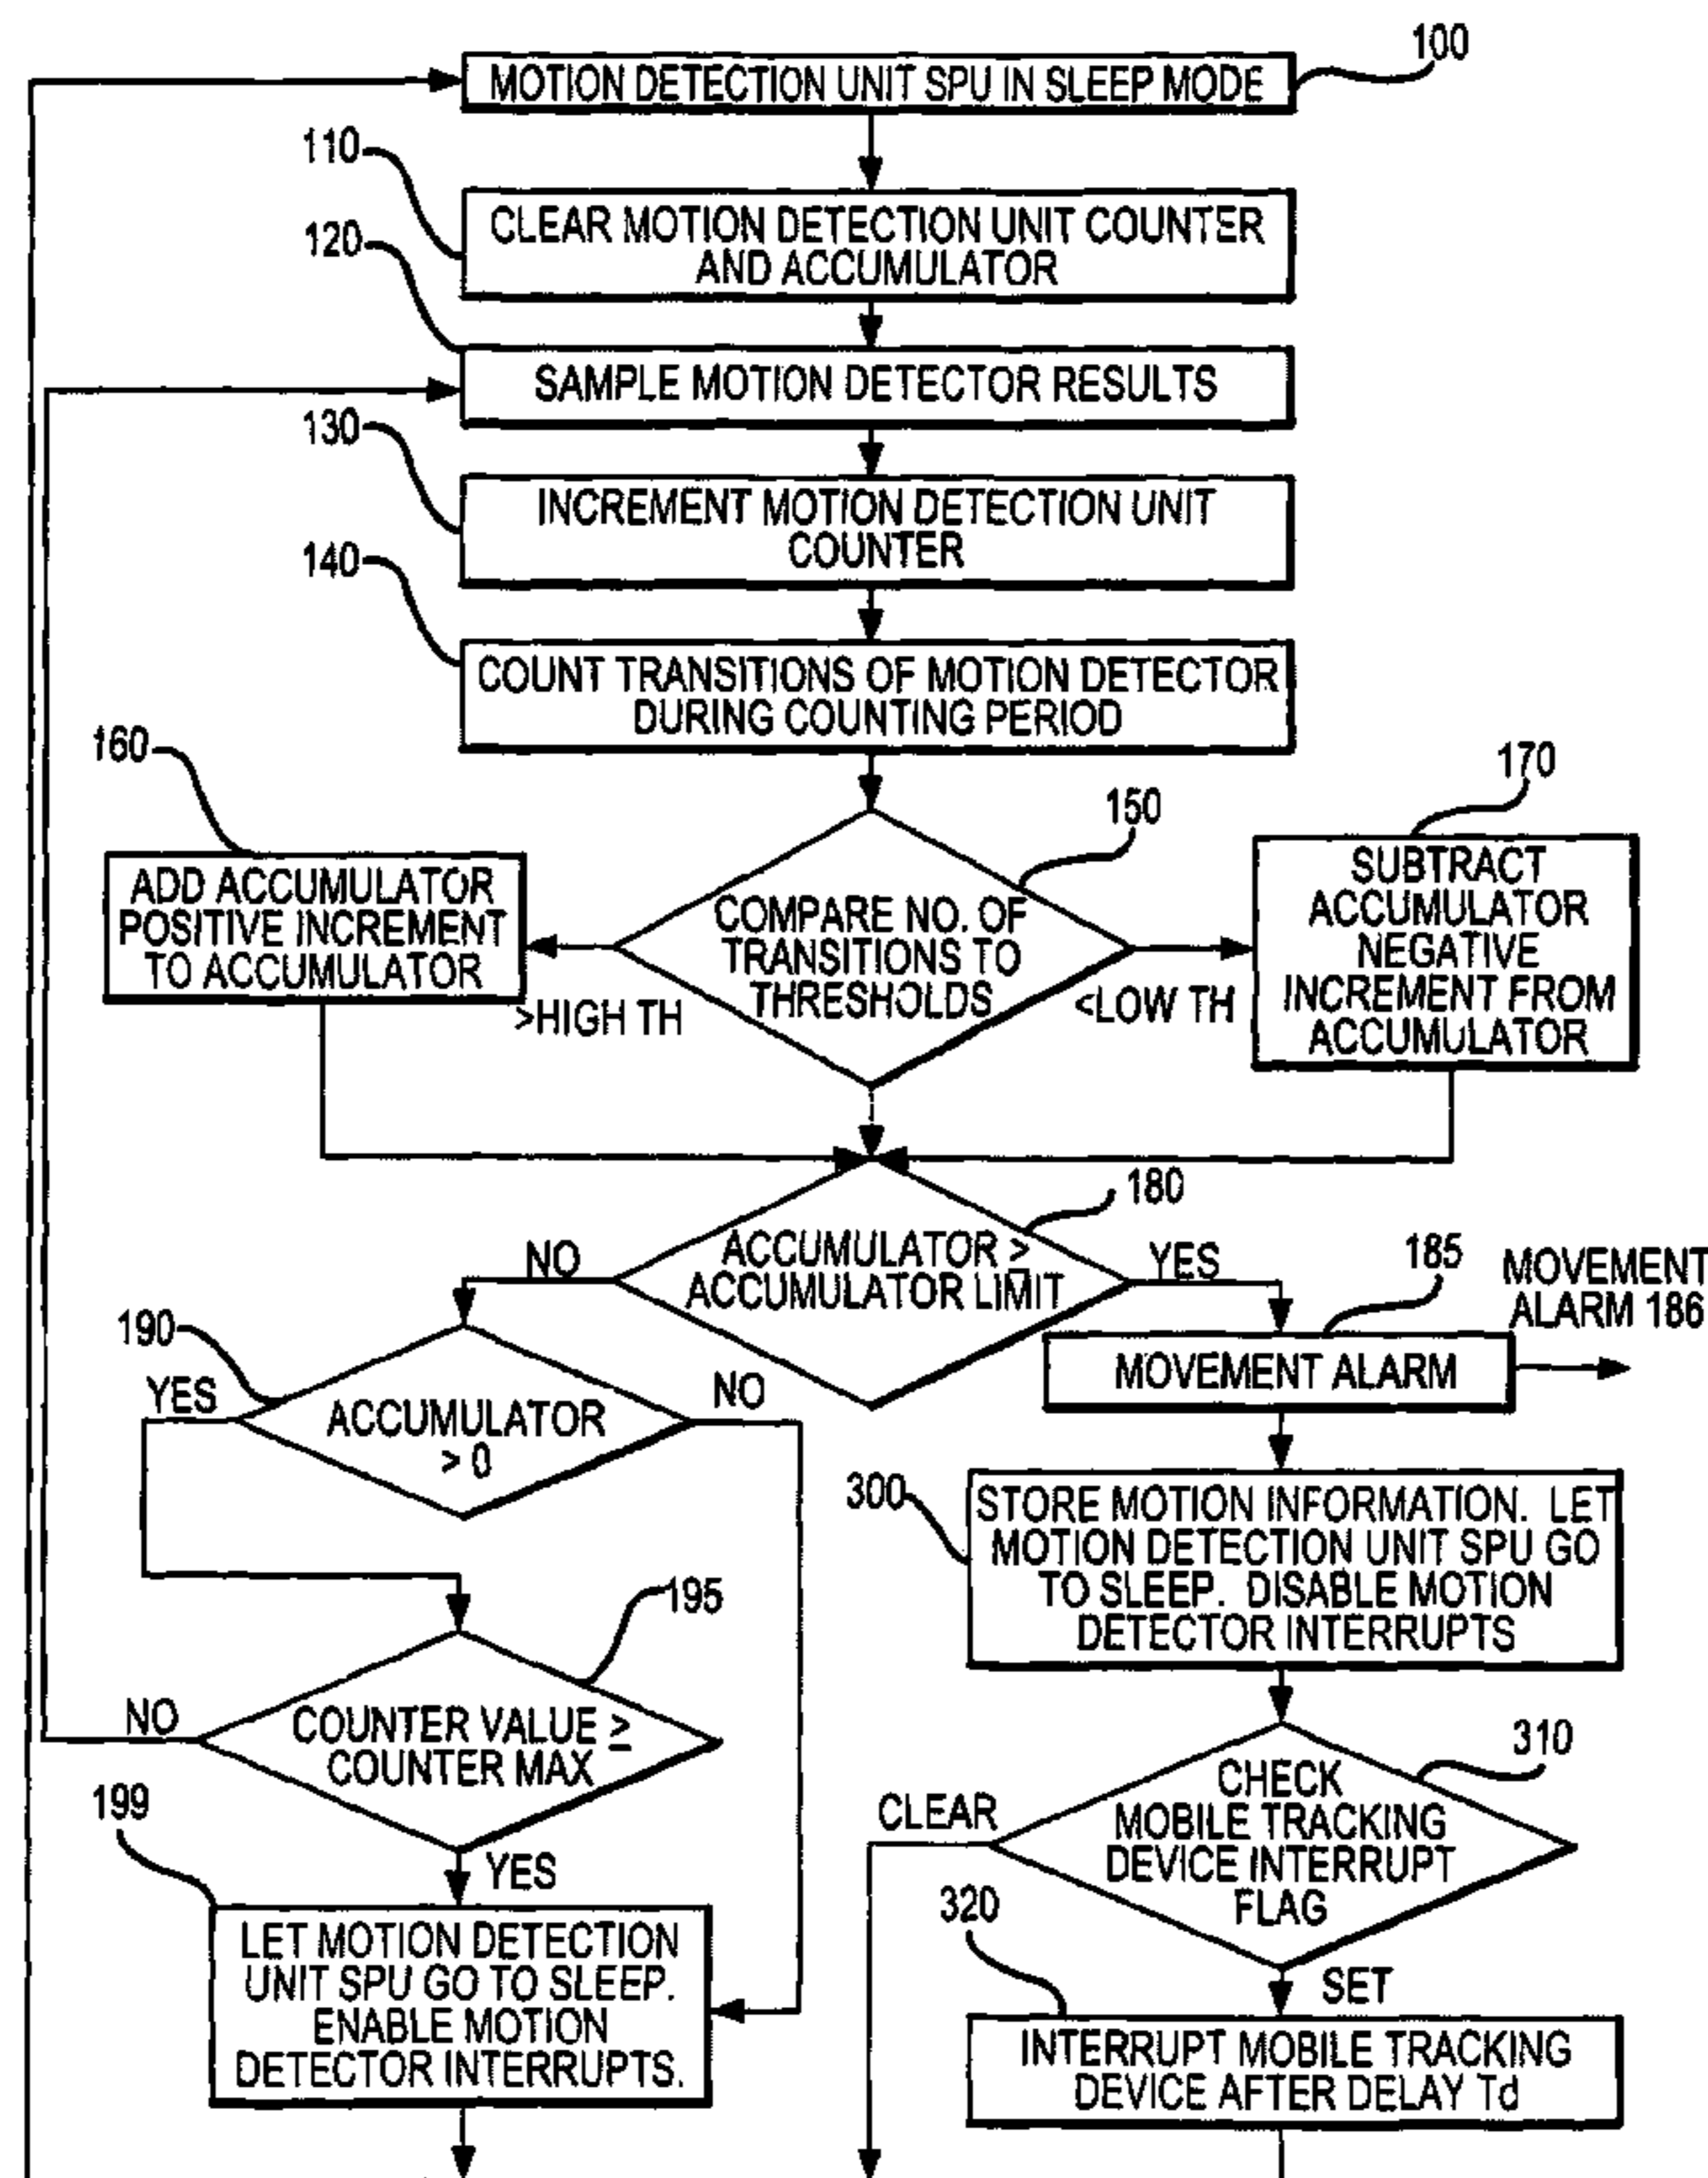 100
MOTION DETECTION UNIT SPU IN SLEEP MODE
110
CLEAR MOTION DETECTION UNIT COUNTER
AND ACCUMULATOR
120
SAMPLE MOTION DETECTOR RESULTS
130
INCREMENT MOTION DETECTION UNIT
COUNTER
140
COUNT TRANSITIONS OF MOTION DETECTOR
DURING COUNTING PERIOD
160
ADD ACCUMULATOR
POSITIVE INCREMENT
TO ACCUMULATOR
150
COMPARE NO. OF
TRANSITIONS TO
THRESHOLDS
>HIGH TH
<LOW TH
170
SUBTRACT
ACCUMULATOR
NEGATIVE
INCREMENT FROM
ACCUMULATOR
180
ACCUMULATOR ≥
ACCUMULATOR LIMIT
NO
YES
185
MOVEMENT
ALARM 186
MOVEMENT ALARM
190
YES
ACCUMULATOR
> 0
NO
300
STORE MOTION INFORMATION. LET
MOTION DETECTION UNIT SPU GO
TO SLEEP. DISABLE MOTION
DETECTOR INTERRUPTS
195
NO
COUNTER VALUE ≥
COUNTER MAX
YES
310
CHECK
MOBILE TRACKING
DEVICE INTERRUPT
FLAG
CLEAR
SET
199
LET MOTION DETECTION
UNIT SPU GO TO SLEEP.
ENABLE MOTION
DETECTOR INTERRUPTS.
320
INTERRUPT MOBILE TRACKING
DEVICE AFTER DELAY Td